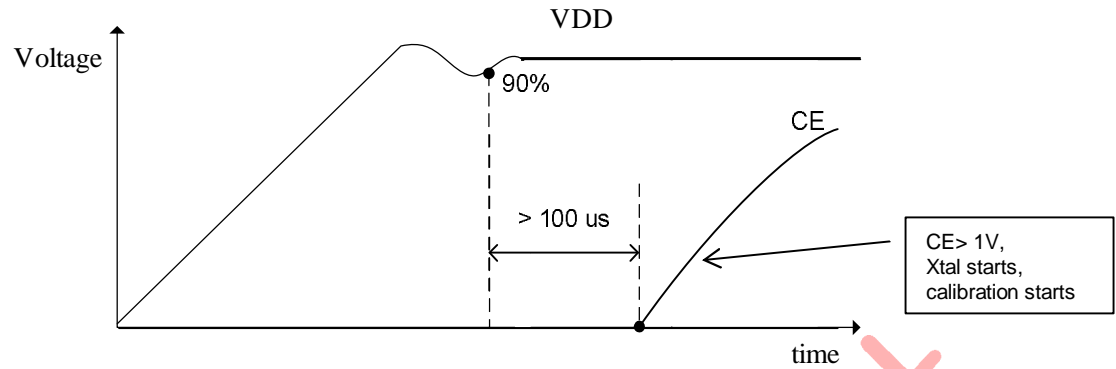 VDD
Voltage
90%
CE
> 100 us
CE> 1V,
Xtal starts,
calibration starts
time